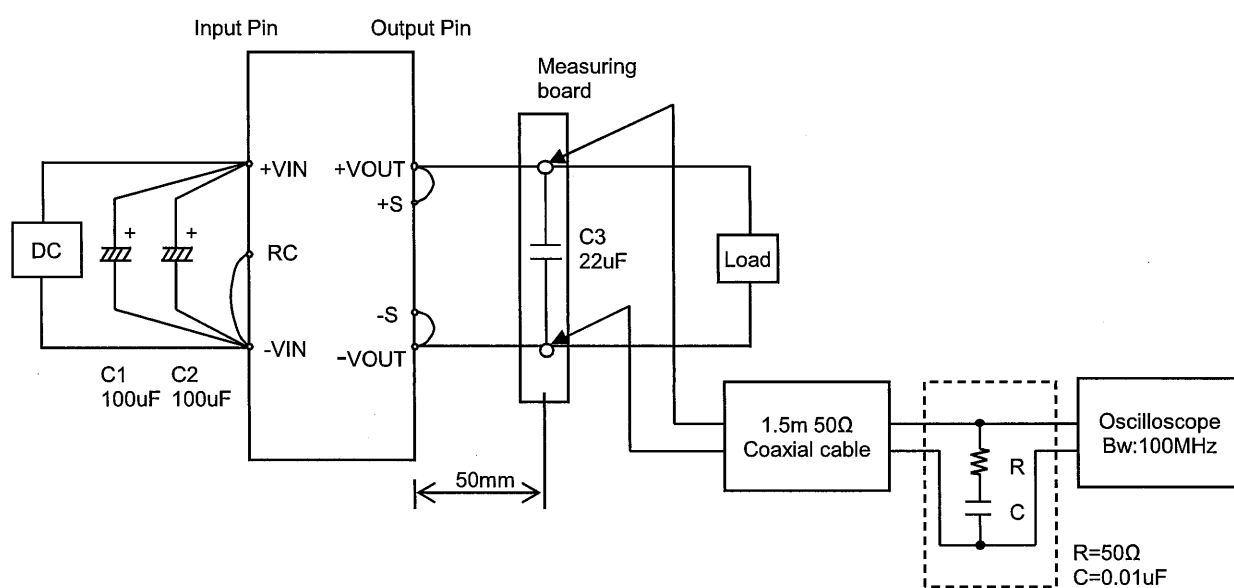 Input Pin
Output Pin
Measuring
board
+VIN
+VOUT
+S
DC
+
+
RC
C3
22uF
Load
-S
-VIN
-VOUT
C1
100uF
C2
100uF
50mm
1.5m 50Ω
Coaxial cable
R
C
Oscilloscope
Bw:100MHz
R=50Ω
C=0.01uF